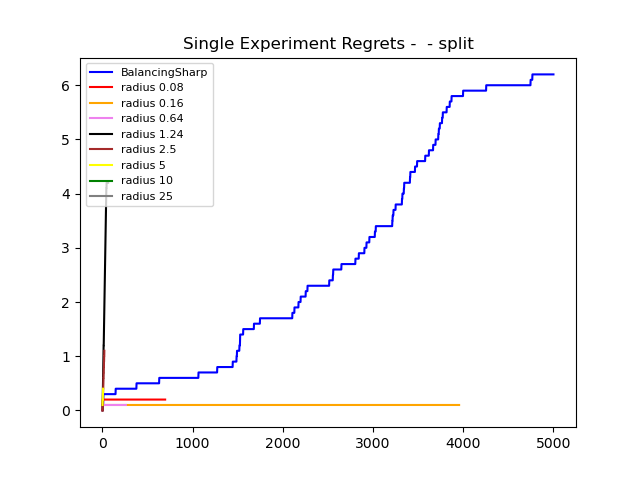 Single Experiment Regrets -  - split
BalancingSharp
radius 0.08
radius 0.16
radius 0.64
radius 1.24
radius 2.5
radius 5
radius 10
radius 25
6
5
4
3
2
1
0
0 1000 2000 3000 4000 5000